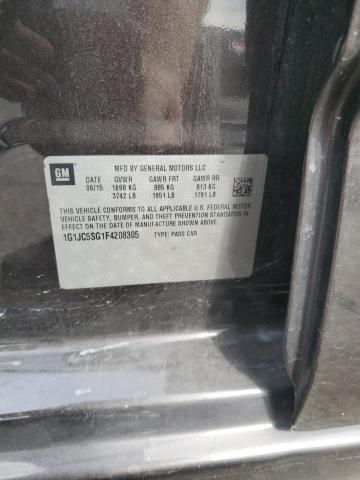 GM
MFD BY GENERAL MOTORS LLC
DATE GVWR GAWR FRT GAWR RR
06/15 1698 KG 885 KG 813 KG
3742 LB 1951 LB 1791 LB
THIS VEHICLE CONFORMS TO ALL APPLICABLE U.S. FEDERAL MOTOR
VEHICLE SAFETY, BUMPER, AND THEFT PREVENTION STANDARDS
IN EFFECT ON THE DATE OF MANUFACTURE SHOWN ABOVE.
1G1JC5SG1F4208305 TYPE: PASS CAR